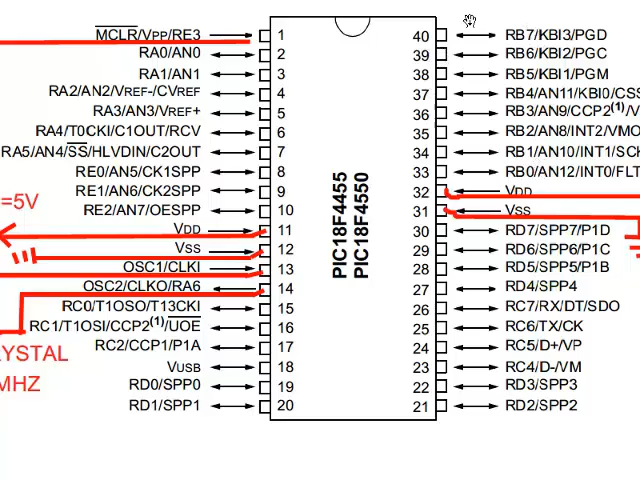 MCLR/VPP/RE3 1 40 RB7/KBI3/PGD
RA0/AN0 2 39 RB6/KBI2/PGC
RA1/AN1 3 38 RB5/KBI1/PGM
RA2/AN2/VREF-/CVREF 4 37 RB4/AN11/KBI0/CSS
RA3/AN3/VREF+ 5 36 RB3/AN9/CCP2(1)/V
RA4/T0CKI/C1OUT/RCV 6 35 RB2/AN8/INT2/VMO
RA5/AN4/SS/HLVDIN/C2OUT 7 34 RB1/AN10/INT1/SCK
RE0/AN5/CK1SPP 8 33 RB0/AN12/INT0/FLT
RE1/AN6/CK2SPP 9 32 VDD
=5V
RE2/AN7/OESPP 10 31 VSS
VDD 11 30 RD7/SPP7/P1D
VSS 12 29 RD6/SPP6/P1C
OSC1/CLKI 13 28 RD5/SPP5/P1B
OSC2/CLKO/RA6 14 27 RD4/SPP4
RC0/T1OSO/T13CKI 15 26 RC7/RX/DT/SDO
RC1/T1OSI/CCP2(1)/UOE 16 25 RC6/TX/CK
RC2/CCP1/P1A 17 24 RC5/D+/VP
RYSTAL
VUSB 18 23 RC4/D-/VM
MHZ
RD0/SPP0 19 22 RD3/SPP3
RD1/SPP1 20 21 RD2/SPP2
PIC18F4455
PIC18F4550